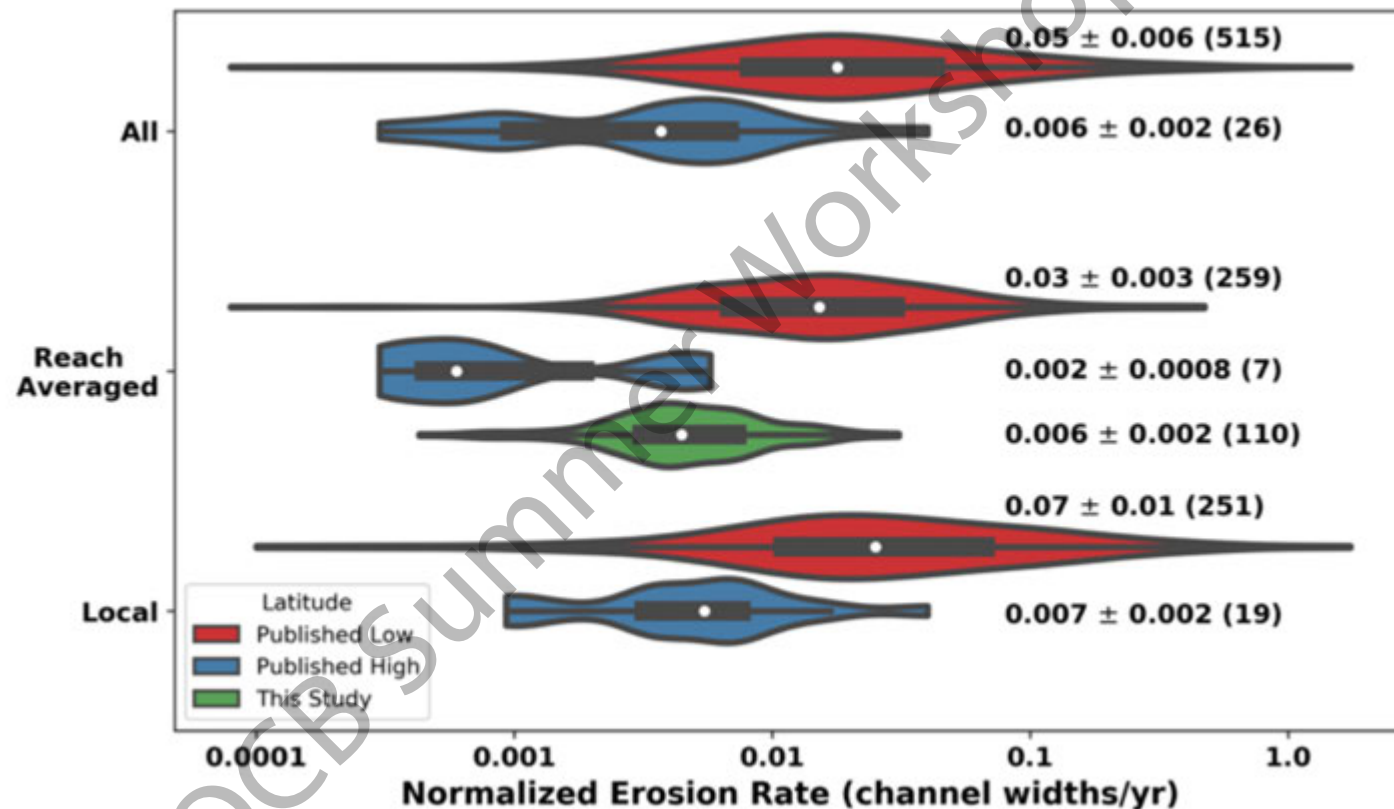 0.05 ± 0.006 (515)
All
0.006 ± 0.002 (26)
0.03 ± 0.003 (259)
Reach
Averaged
0.002 ± 0.0008 (7)
0.006 ± 0.002 (110)
0.07 ± 0.01 (251)
Local
0.007 ± 0.002 (19)
Latitude
Published Low
Published High
This Study
0.0001 0.001 0.01 0.1 1.0
Normalized Erosion Rate (channel widths/yr)
OCB Summer Workshop